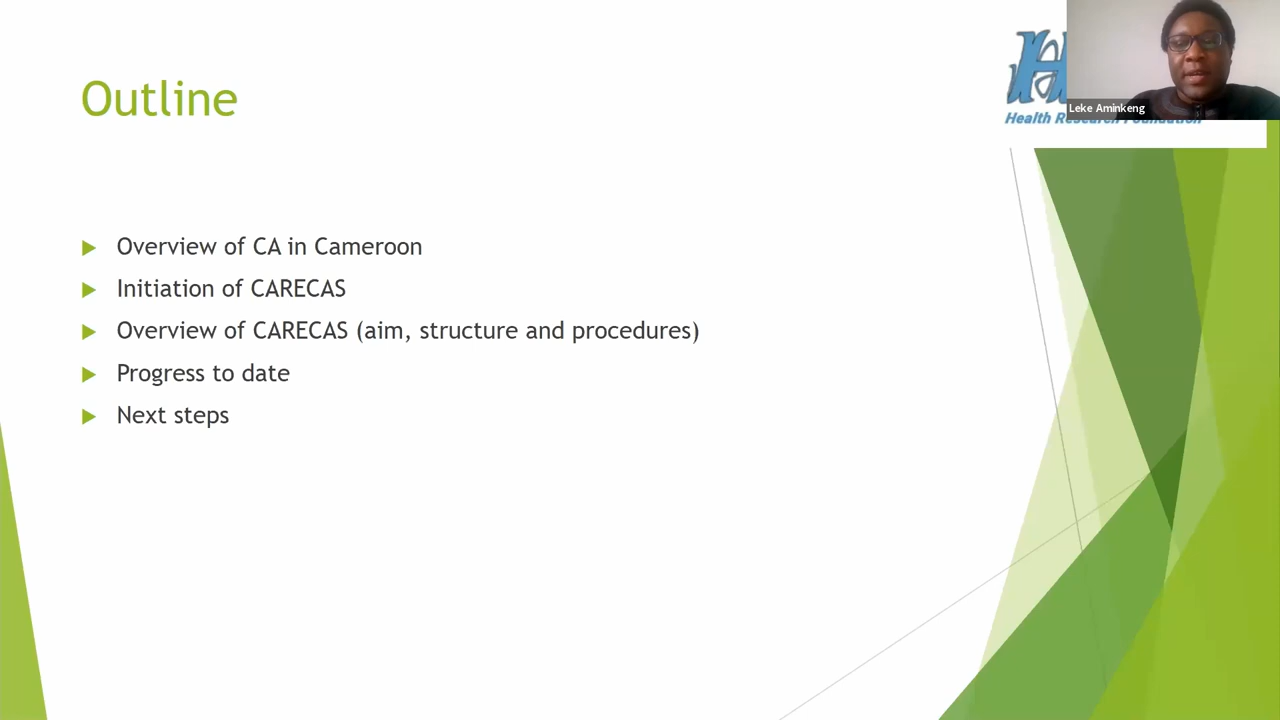 Outline
Leke Aminkeng
Health Research Foundation
Overview of CA in Cameroon
Initiation of CARECAS
Overview of CARECAS (aim, structure and procedures)
Progress to date
Next steps